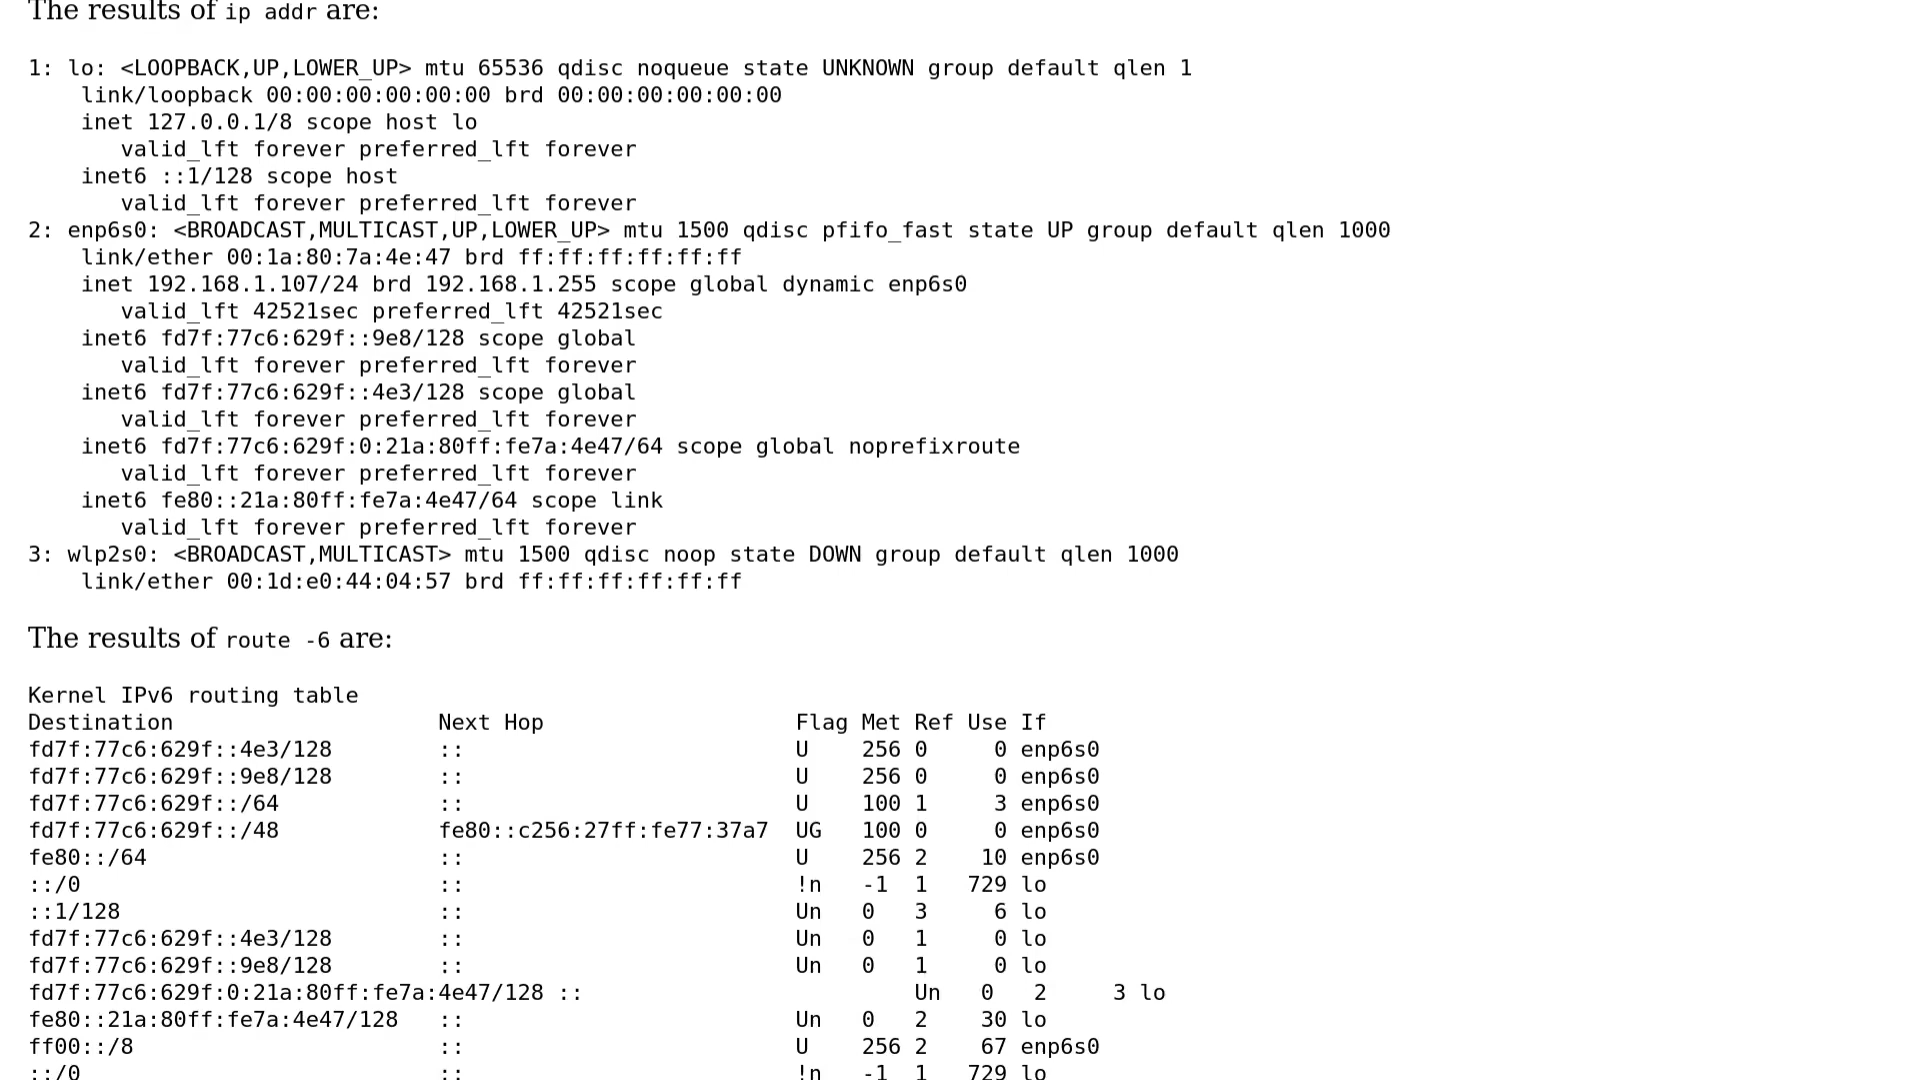 The results of ip addr are:
1: lo: <LOOPBACK,UP,LOWER_UP> mtu 65536 qdisc noqueue state UNKNOWN group default qlen 1
    link/loopback 00:00:00:00:00:00 brd 00:00:00:00:00:00
    inet 127.0.0.1/8 scope host lo
       valid_lft forever preferred_lft forever
    inet6 ::1/128 scope host
       valid_lft forever preferred_lft forever
2: enp6s0: <BROADCAST,MULTICAST,UP,LOWER_UP> mtu 1500 qdisc pfifo_fast state UP group default qlen 1000
    link/ether 00:1a:80:7a:4e:47 brd ff:ff:ff:ff:ff:ff
    inet 192.168.1.107/24 brd 192.168.1.255 scope global dynamic enp6s0
       valid_lft 42521sec preferred_lft 42521sec
    inet6 fd7f:77c6:629f::9e8/128 scope global
       valid_lft forever preferred_lft forever
    inet6 fd7f:77c6:629f::4e3/128 scope global
       valid_lft forever preferred_lft forever
    inet6 fd7f:77c6:629f:0:21a:80ff:fe7a:4e47/64 scope global noprefixroute
       valid_lft forever preferred_lft forever
    inet6 fe80::21a:80ff:fe7a:4e47/64 scope link
       valid_lft forever preferred_lft forever
3: wlp2s0: <BROADCAST,MULTICAST> mtu 1500 qdisc noop state DOWN group default qlen 1000
    link/ether 00:1d:e0:44:04:57 brd ff:ff:ff:ff:ff:ff
The results of route -6 are:
Kernel IPv6 routing table
Destination                    Next Hop                   Flag Met Ref Use If
fd7f:77c6:629f::4e3/128        ::                         U    256 0     0 enp6s0
fd7f:77c6:629f::9e8/128        ::                         U    256 0     0 enp6s0
fd7f:77c6:629f::/64            ::                         U    100 1     3 enp6s0
fd7f:77c6:629f::/48            fe80::c256:27ff:fe77:37a7  UG   100 0     0 enp6s0
fe80::/64                      ::                         U    256 2    10 enp6s0
::/0                           ::                         !n   -1  1   729 lo
::1/128                        ::                         Un   0   3     6 lo
fd7f:77c6:629f::4e3/128        ::                         Un   0   1     0 lo
fd7f:77c6:629f::9e8/128        ::                         Un   0   1     0 lo
fd7f:77c6:629f:0:21a:80ff:fe7a:4e47/128 ::                         Un   0   2     3 lo
fe80::21a:80ff:fe7a:4e47/128   ::                         Un   0   2    30 lo
ff00::/8                       ::                         U    256 2    67 enp6s0
::/0                           ::                         !n   -1  1   729 lo